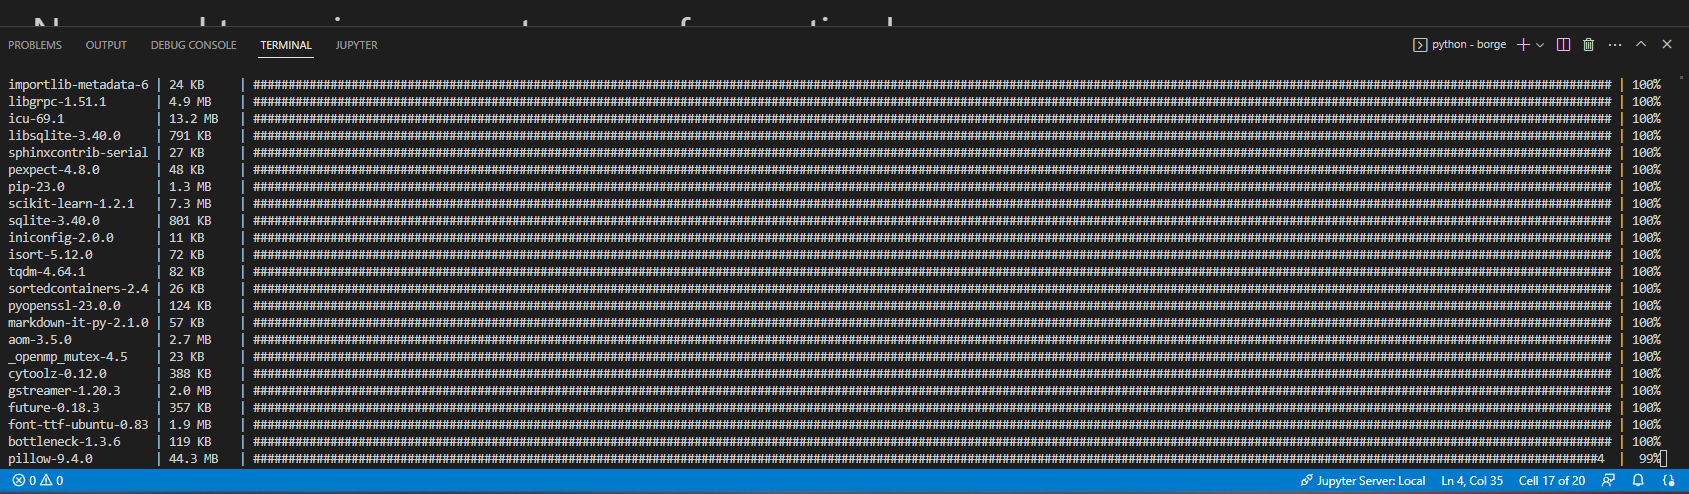 PROBLEMS OUTPUT DEBUG CONSOLE TERMINAL JUPYTER python - borge
importlib-metadata-6 | 24 KB | ################################################################ | 100%
libgrpc-1.51.1 | 4.9 MB | ################################################################ | 100%
icu-69.1 | 13.2 MB | ################################################################ | 100%
libsqlite-3.40.0 | 791 KB | ################################################################ | 100%
sphinxcontrib-serial | 27 KB | ################################################################ | 100%
pexpect-4.8.0 | 48 KB | ################################################################ | 100%
pip-23.0 | 1.3 MB | ################################################################ | 100%
scikit-learn-1.2.1 | 7.3 MB | ################################################################ | 100%
sqlite-3.40.0 | 801 KB | ################################################################ | 100%
iniconfig-2.0.0 | 11 KB | ################################################################ | 100%
isort-5.12.0 | 72 KB | ################################################################ | 100%
tqdm-4.64.1 | 82 KB | ################################################################ | 100%
sortedcontainers-2.4 | 26 KB | ################################################################ | 100%
pyopenssl-23.0.0 | 124 KB | ################################################################ | 100%
markdown-it-py-2.1.0 | 57 KB | ################################################################ | 100%
aom-3.5.0 | 2.7 MB | ################################################################ | 100%
_openmp_mutex-4.5 | 23 KB | ################################################################ | 100%
cytoolz-0.12.0 | 388 KB | ################################################################ | 100%
gstreamer-1.20.3 | 2.0 MB | ################################################################ | 100%
future-0.18.3 | 357 KB | ################################################################ | 100%
font-ttf-ubuntu-0.83 | 1.9 MB | ################################################################ | 100%
bottleneck-1.3.6 | 119 KB | ################################################################ | 100%
pillow-9.4.0 | 44.3 MB | ###############################################################4 | 99%
0 0 Jupyter Server: Local Ln 4, Col 35 Cell 17 of 20